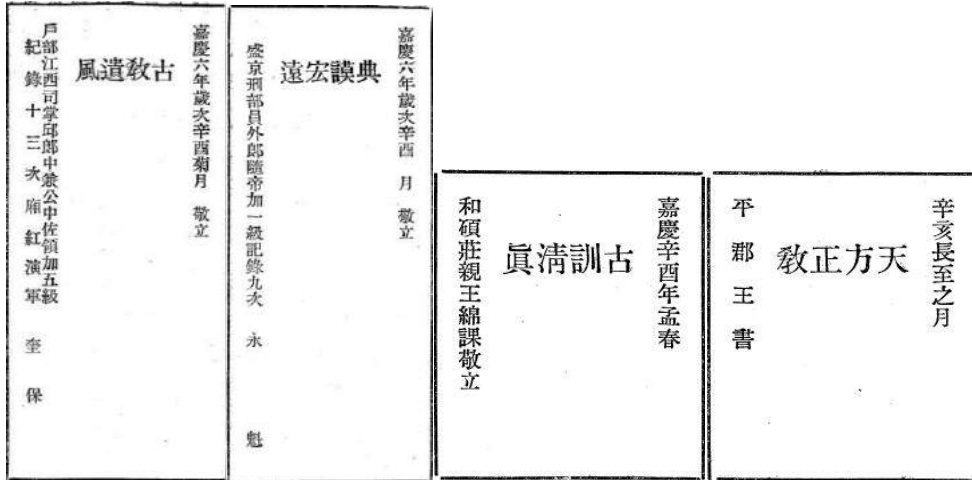 辛亥長至之月
天方正教
平郡王書
嘉慶辛酉年孟春
古訓清眞
和碩莊親王綿課敬立
嘉慶六年歲次辛酉 月 敬立
典謨宏遠
盛京刑部員外郎隨帝加一級記錄九次 永 魁
嘉慶六年歲次辛酉菊月 敬立
古教遺風
戶部江西司掌邱郎中兼公中佐領加五級
紀錄十三次廂紅演軍 奎 保